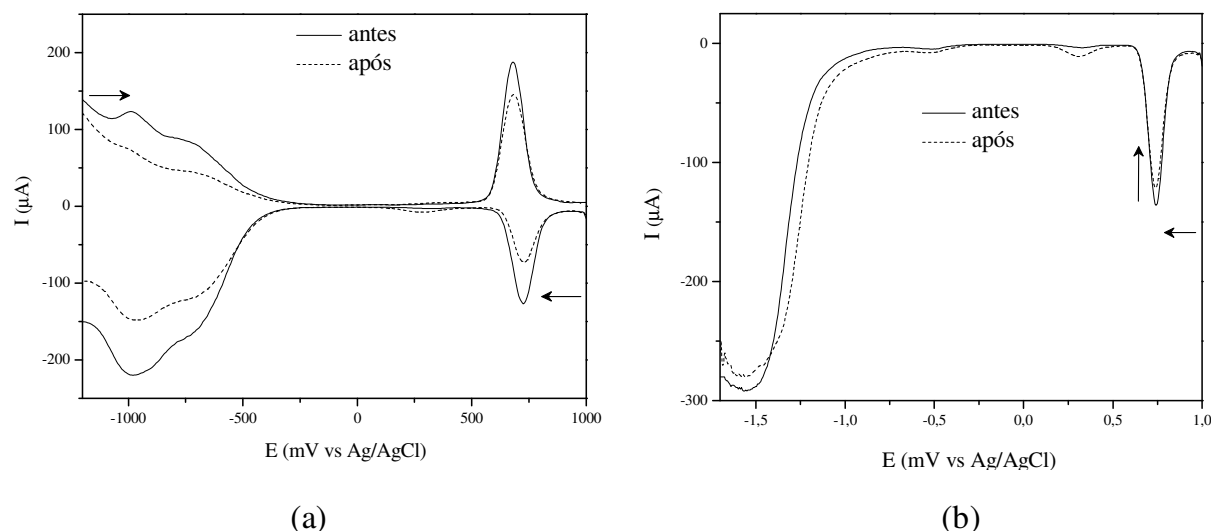 antes
após
200
100
0
-100
-200
I (µA)
-1000
-500
0
500
1000
E (mV vs Ag/AgCl)
(a)
antes
após
0
-100
-200
-300
I (µA)
-1,5
-1,0
-0,5
0,0
0,5
1,0
E (mV vs Ag/AgCl)
(b)